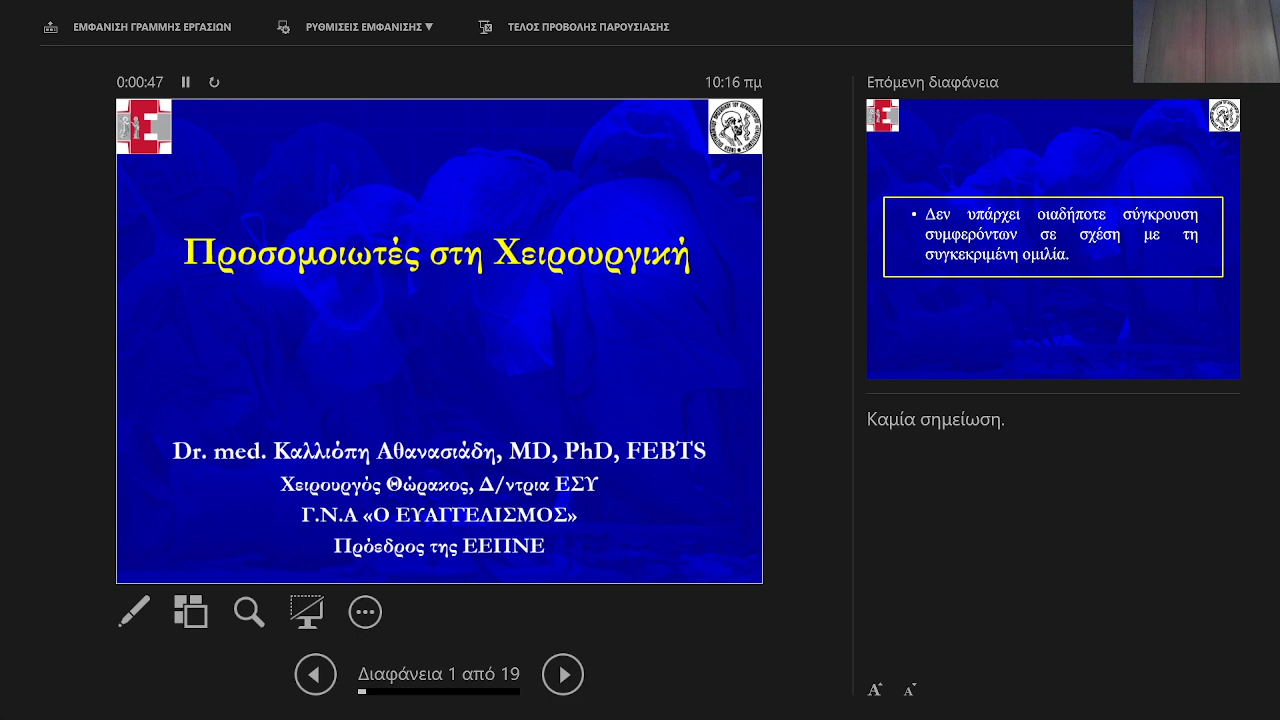 ΕΜΦΑΝΙΣΗ ΓΡΑΜΜΗΣ ΕΡΓΑΣΙΩΝ
ΡΥΘΜΙΣΕΙΣ ΕΜΦΑΝΙΣΗΣ ▼
ΤΕΛΟΣ ΠΡΟΒΟΛΗΣ ΠΑΡΟΥΣΙΑΣΗΣ
0:00:47
10:16 πμ
Προσομοιωτές στη Χειρουργική
Dr. med. Καλλιόπη Αθανασιάδη, MD, PhD, FEBTS
Χειρουργός Θώρακος, Δ/ντρια ΕΣΥ
Γ.Ν.Α «Ο ΕΥΑΓΓΕΛΙΣΜΟΣ»
Πρόεδρος της ΕΕΠΝΕ
Διαφάνεια 1 από 19
Επόμενη διαφάνεια
• Δεν υπάρχει οιαδήποτε σύγκρουση
συμφερόντων σε σχέση με τη
συγκεκριμένη ομιλία.
Καμία σημείωση.
A A